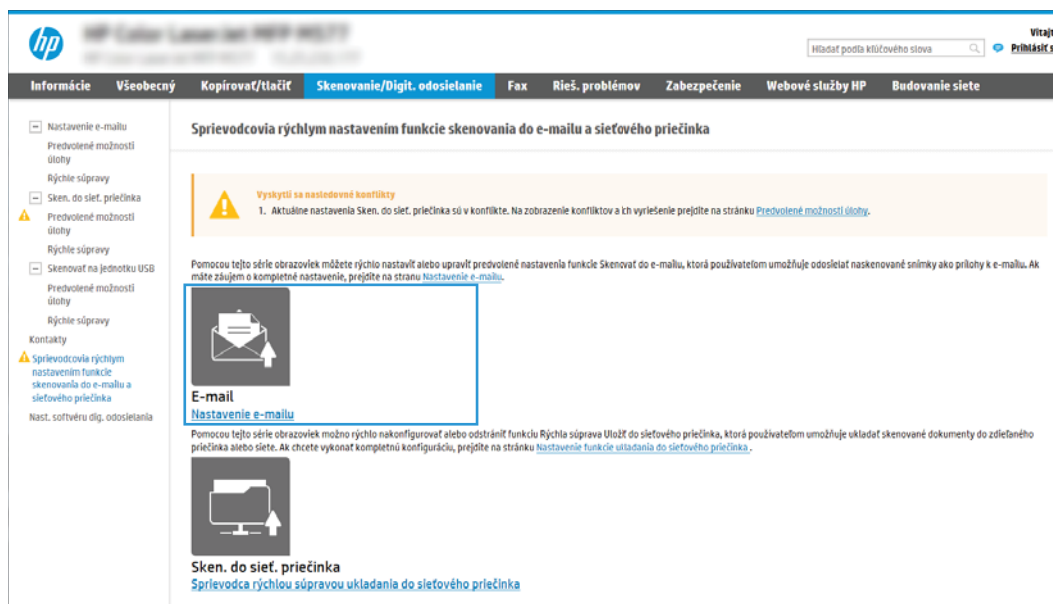 hp
Vitajt
Hľadať podľa kľúčového slova
Prihlásiť s
Informácie Všeobecný Kopírovať/tlačiť Skenovanie/Digit. odosielanie Fax Rieš. problémov Zabezpečenie Webové služby HP Budovanie siete
Nastavenie e-mailu
Predvolené možnosti
úlohy
Rýchle súpravy
Sken. do sieť. priečinka
Predvolené možnosti
úlohy
Rýchle súpravy
Skenovať na jednotku USB
Predvolené možnosti
úlohy
Rýchle súpravy
Kontakty
Sprievodcovia rýchlym
nastavením funkcie
skenovania do e-mailu a
sieťového priečinka
Nast. softvéru dig. odosielania
Sprievodcovia rýchlym nastavením funkcie skenovania do e-mailu a sieťového priečinka
Vyskytli sa nasledovné konflikty
1. Aktuálne nastavenia Sken. do sieť. priečinka sú v konflikte. Na zobrazenie konfliktov a ich vyriešenie prejdite na stránku Predvolené možnosti úlohy.
Pomocou tejto série obrazoviek môžete rýchlo nastaviť alebo upraviť predvolené nastavenia funkcie Skenovať do e-mailu, ktorá používateľom umožňuje odosielať naskenované snímky ako prílohy k e-mailu. Ak
máte záujem o kompletné nastavenie, prejdite na stranu Nastavenie e-mailu.
E-mail
Nastavenie e-mailu
Pomocou tejto série obrazoviek možno rýchlo nakonfigurovať alebo odstrániť funkciu Rýchla súprava Uložiť do sieťového priečinka, ktorá používateľom umožňuje ukladať skenované dokumenty do zdieľaného
priečinka alebo siete. Ak chcete vykonať kompletnú konfiguráciu, prejdite na stránku Nastavenie funkcie ukladania do sieťového priečinka .
Sken. do sieť. priečinka
Sprievodca rýchlou súpravou ukladania do sieťového priečinka